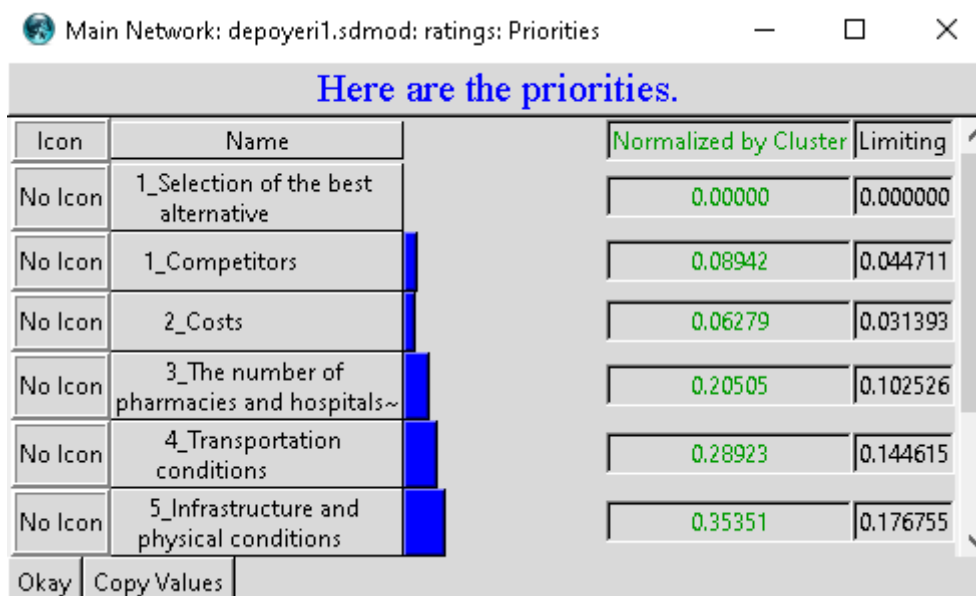 Main Network: depoyeri1.sdmod: ratings: Priorities
Here are the priorities.
Icon Name Normalized by Cluster Limiting
No Icon 1_Selection of the best alternative 0.00000 0.000000
No Icon 1_Competitors 0.08942 0.044711
No Icon 2_Costs 0.06279 0.031393
No Icon 3_The number of pharmacies and hospitals~ 0.20505 0.102526
No Icon 4_Transportation conditions 0.28923 0.144615
No Icon 5_Infrastructure and physical conditions 0.35351 0.176755
Okay Copy Values